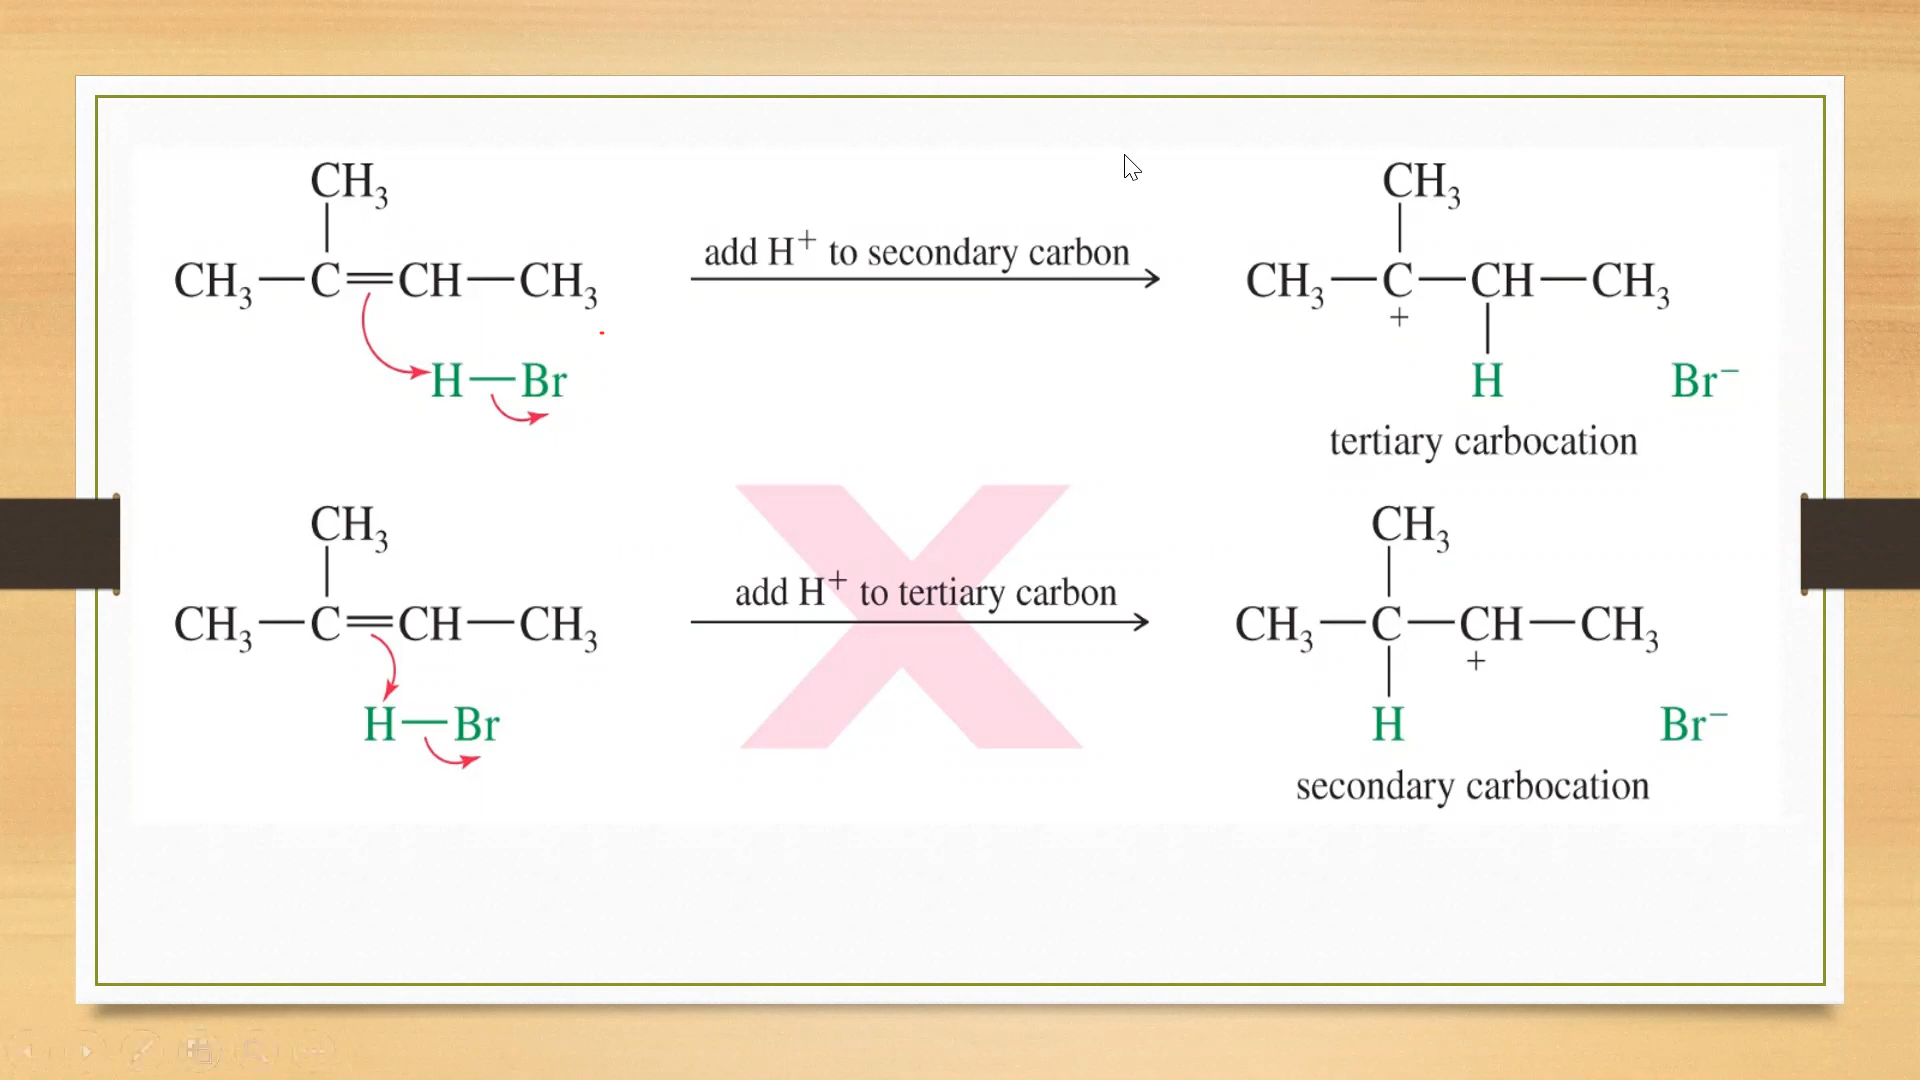 CH₃
CH₃—C=CH—CH₃
H—Br
add H⁺ to secondary carbon
CH₃
CH₃—C—CH—CH₃
+
H
Br⁻
tertiary carbocation
CH₃
CH₃—C=CH—CH₃
H—Br
add H⁺ to tertiary carbon
CH₃
CH₃—C—CH—CH₃
+
H
Br⁻
secondary carbocation